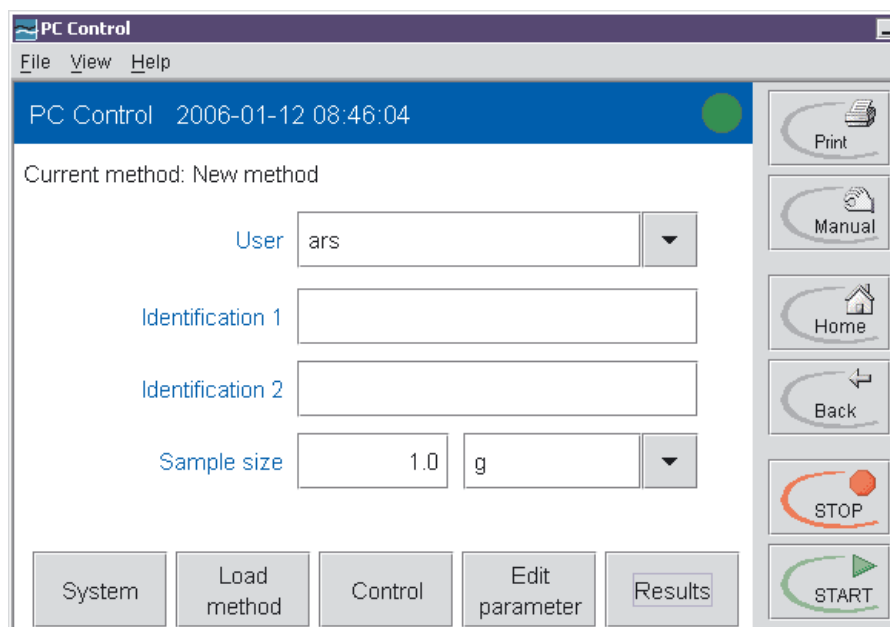 PC Control
File View Help
PC Control 2006-01-12 08:46:04
Current method: New method
User ars
Identification 1
Identification 2
Sample size 1.0 g
System
Load
method
Control
Edit
parameter
Results
Print
Manual
Home
Back
STOP
START